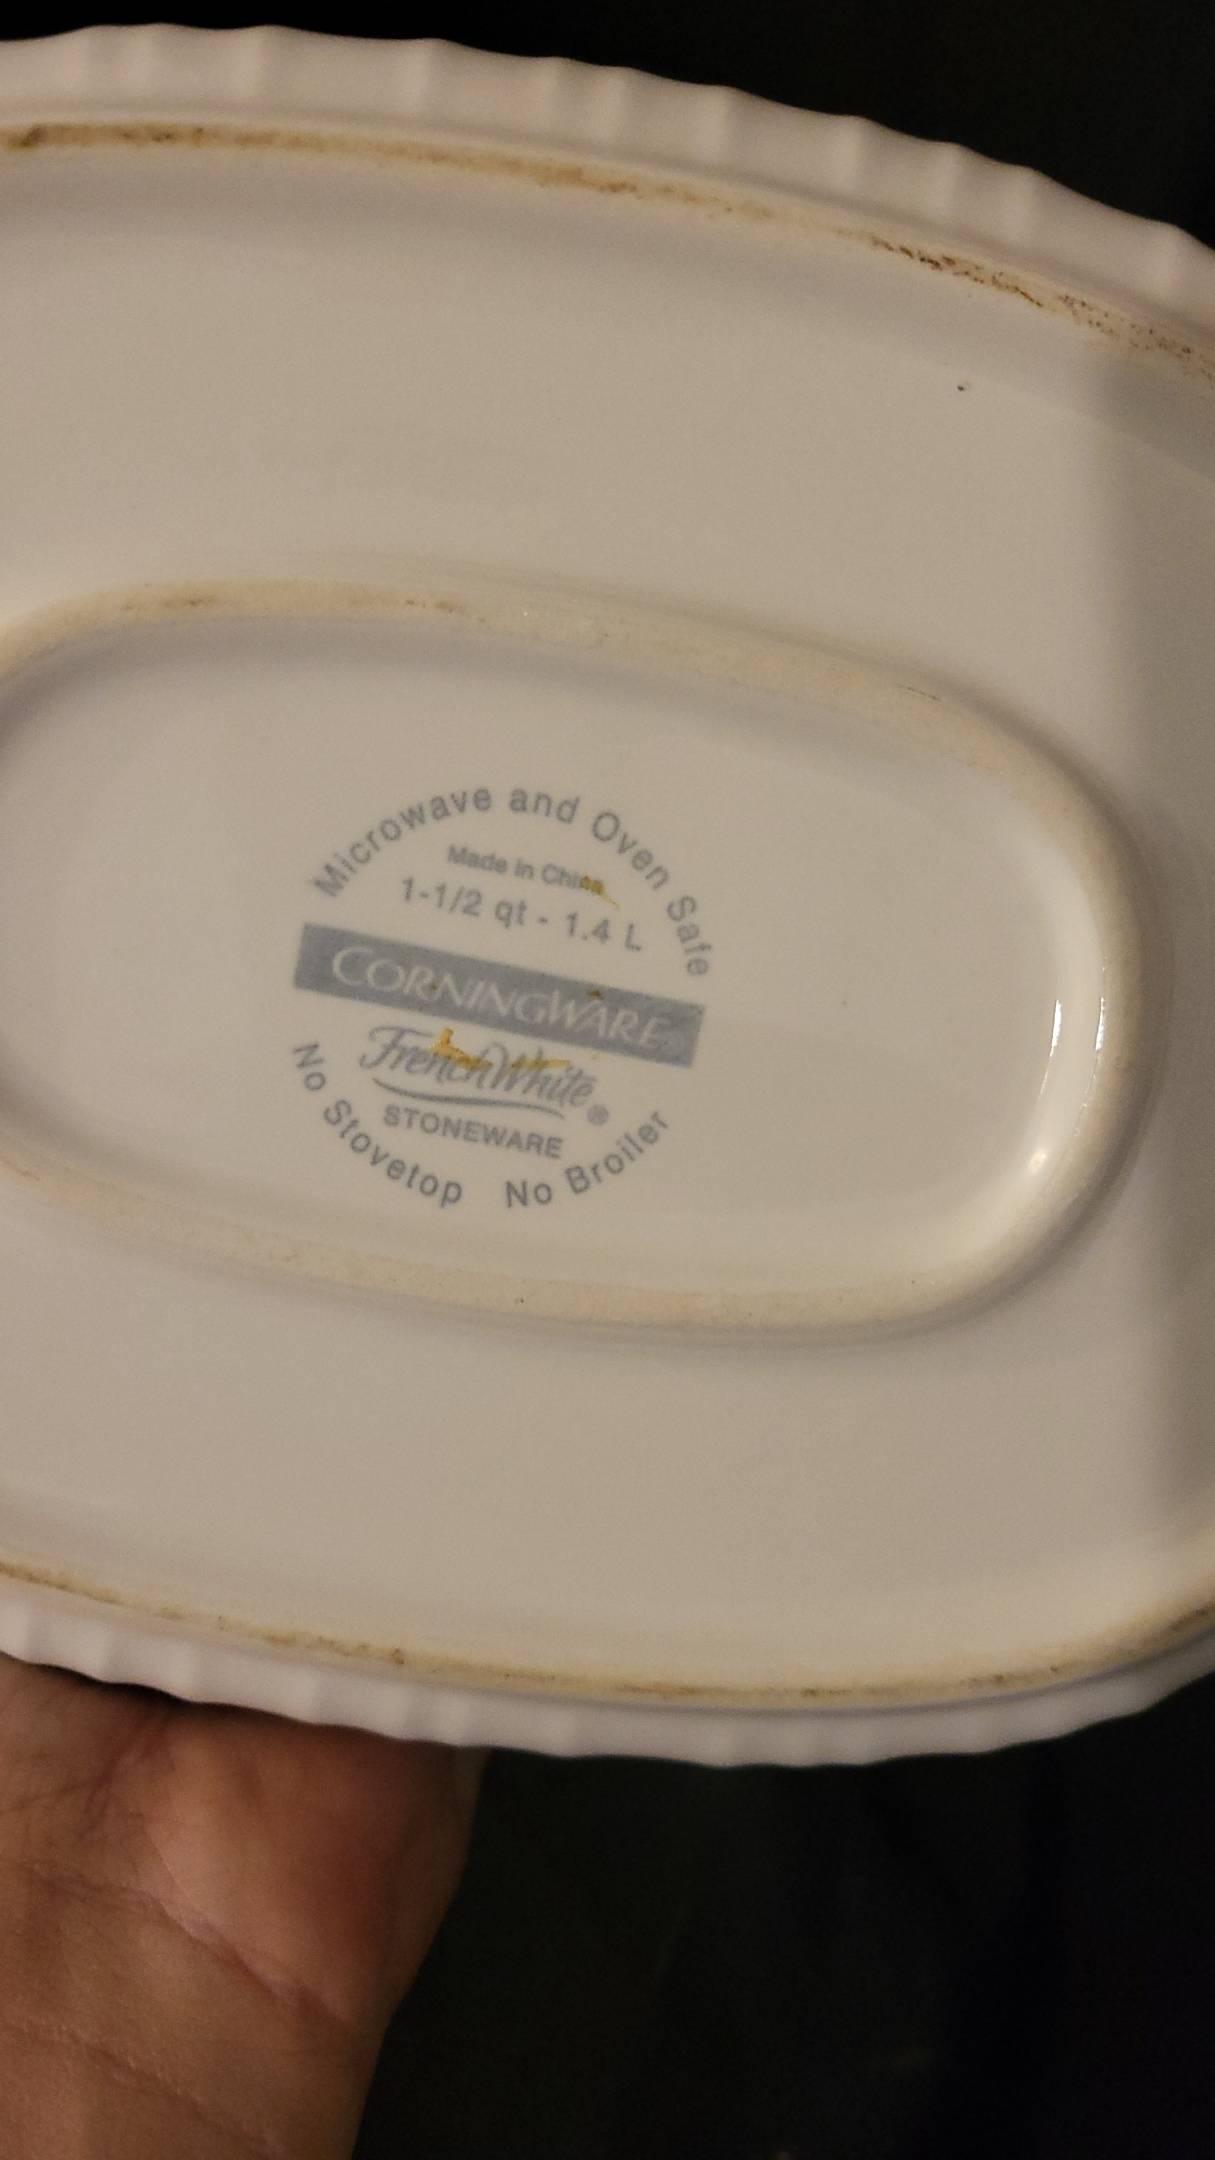 Microwave and Oven Safe
Made in China
1-1/2 qt - 1.4 L
CORNINGWARE®
French White®
STONEWARE
No Stovetop No Broiler